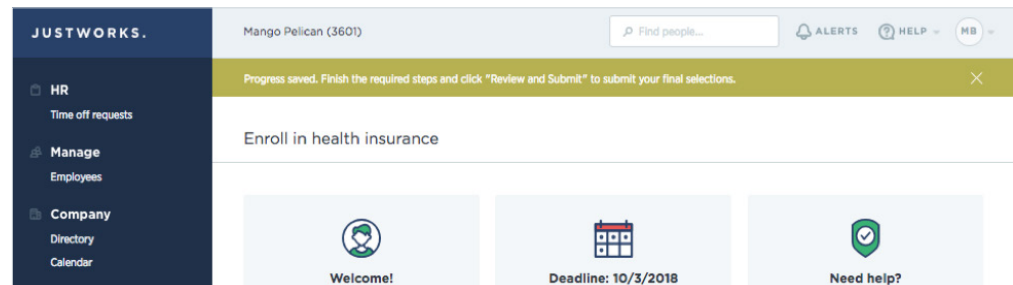 JUSTWORKS.
Mango Pelican (3601)
Find people...
ALERTS
HELP
MB
Progress saved. Finish the required steps and click "Review and Submit" to submit your final selections.
HR
Time off requests
Manage
Employees
Company
Directory
Calendar
Enroll in health insurance
Welcome!
Deadline: 10/3/2018
Need help?